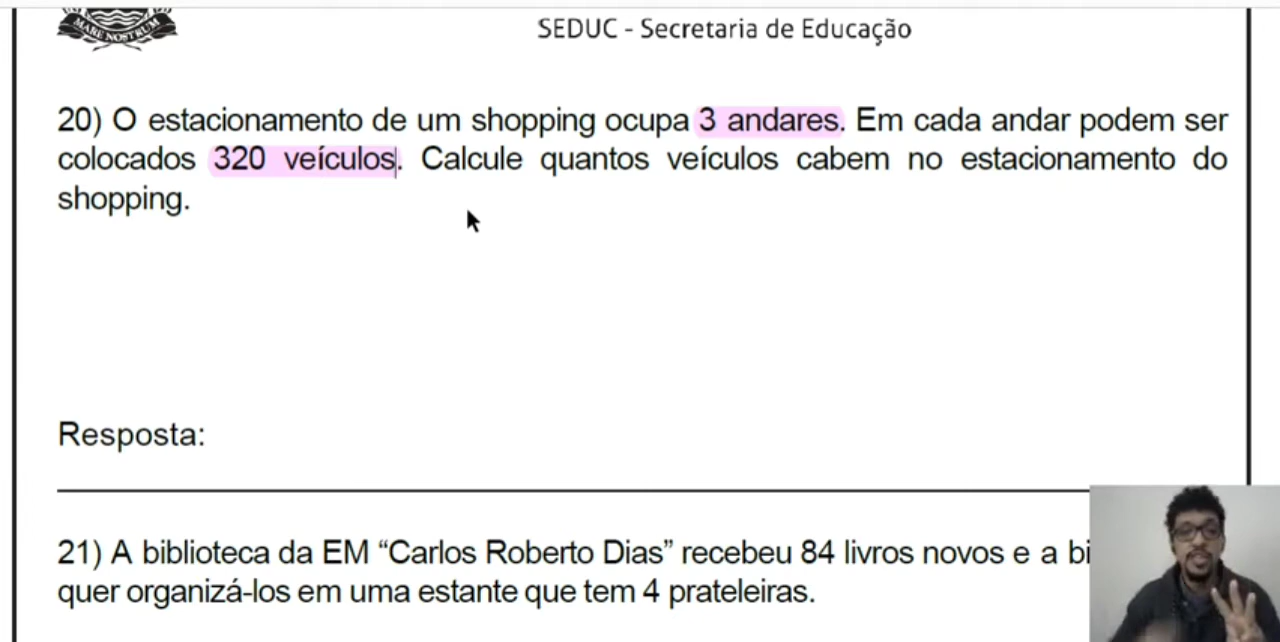 MARE NOSTRUM
SEDUC - Secretaria de Educação
20) O estacionamento de um shopping ocupa 3 andares. Em cada andar podem ser
colocados 320 veículos. Calcule quantos veículos cabem no estacionamento do
shopping.
Resposta:
21) A biblioteca da EM “Carlos Roberto Dias” recebeu 84 livros novos e a bi
quer organizá-los em uma estante que tem 4 prateleiras.